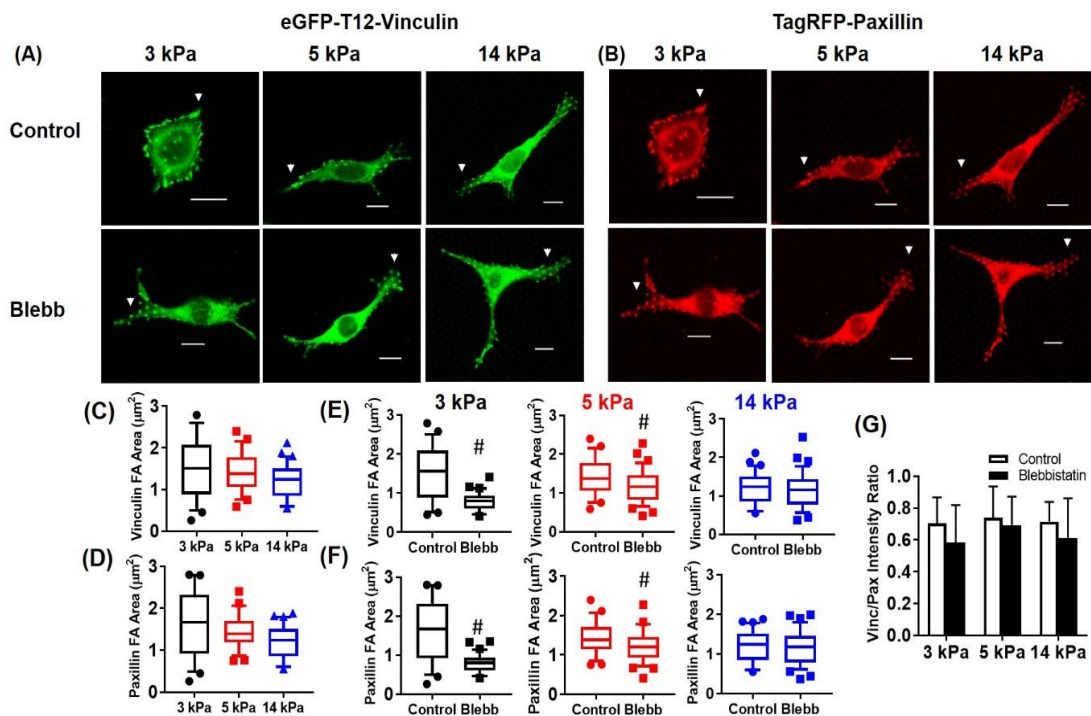 eGFP-T12-Vinculin
TagRFP-Paxillin
(A) 3 kPa 5 kPa 14 kPa
(B) 3 kPa 5 kPa 14 kPa
Control
Blebb
(C)
Vinculin FA Area (µm²)
3
2
1
0
3 kPa 5 kPa 14 kPa
(D)
Paxillin FA Area (µm²)
3
2
1
0
3 kPa 5 kPa 14 kPa
(E) 3 kPa 5 kPa 14 kPa
Vinculin FA Area (µm²)
3
2
1
0
#
Control Blebb
Vinculin FA Area (µm²)
3
2
1
0
#
Control Blebb
Vinculin FA Area (µm²)
3
2
1
0
Control Blebb
(F)
Paxillin FA Area (µm²)
3
2
1
0
#
Control Blebb
Paxillin FA Area (µm²)
3
2
1
0
#
Control Blebb
Paxillin FA Area (µm²)
3
2
1
0
Control Blebb
(G)
Control
Blebbistatin
Vinc/Pax Intensity Ratio
1.0
0.8
0.6
0.4
0.2
0.0
3 kPa 5 kPa 14 kPa